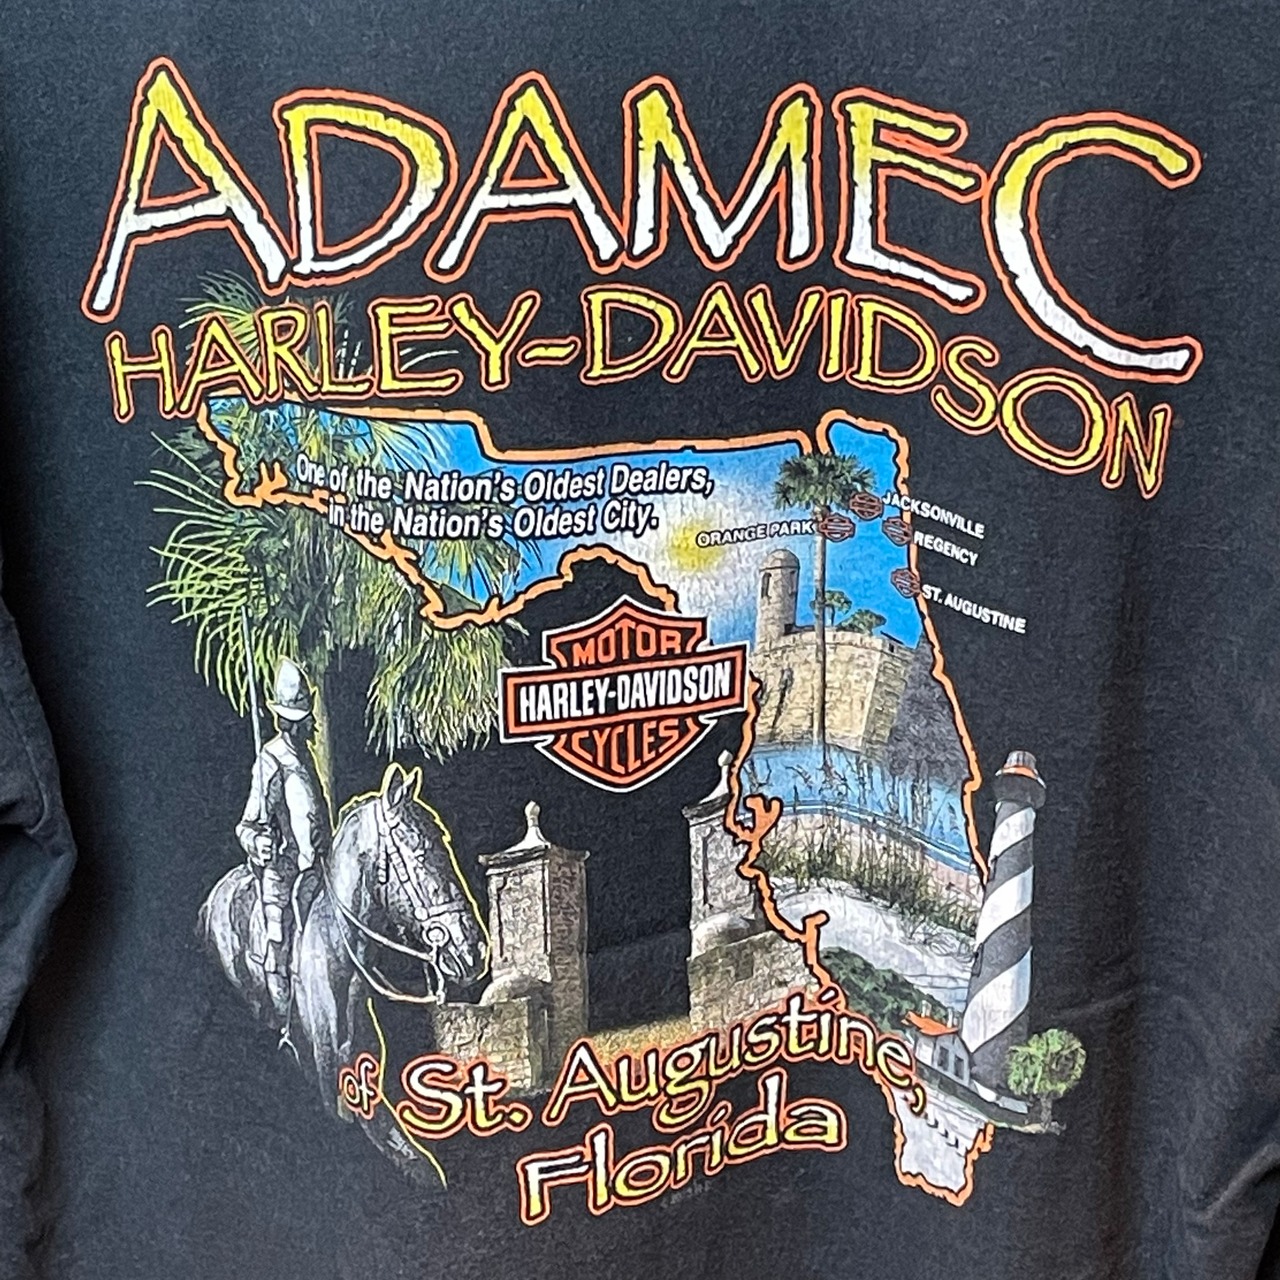 ADAMEC
HARLEY-DAVIDSON
One of the Nation's Oldest Dealers,
in the Nation's Oldest City.
ORANGE PARK
JACKSONVILLE
REGENCY
ST. AUGUSTINE
MOTOR
HARLEY-DAVIDSON
CYCLES
of St. Augustine,
Florida